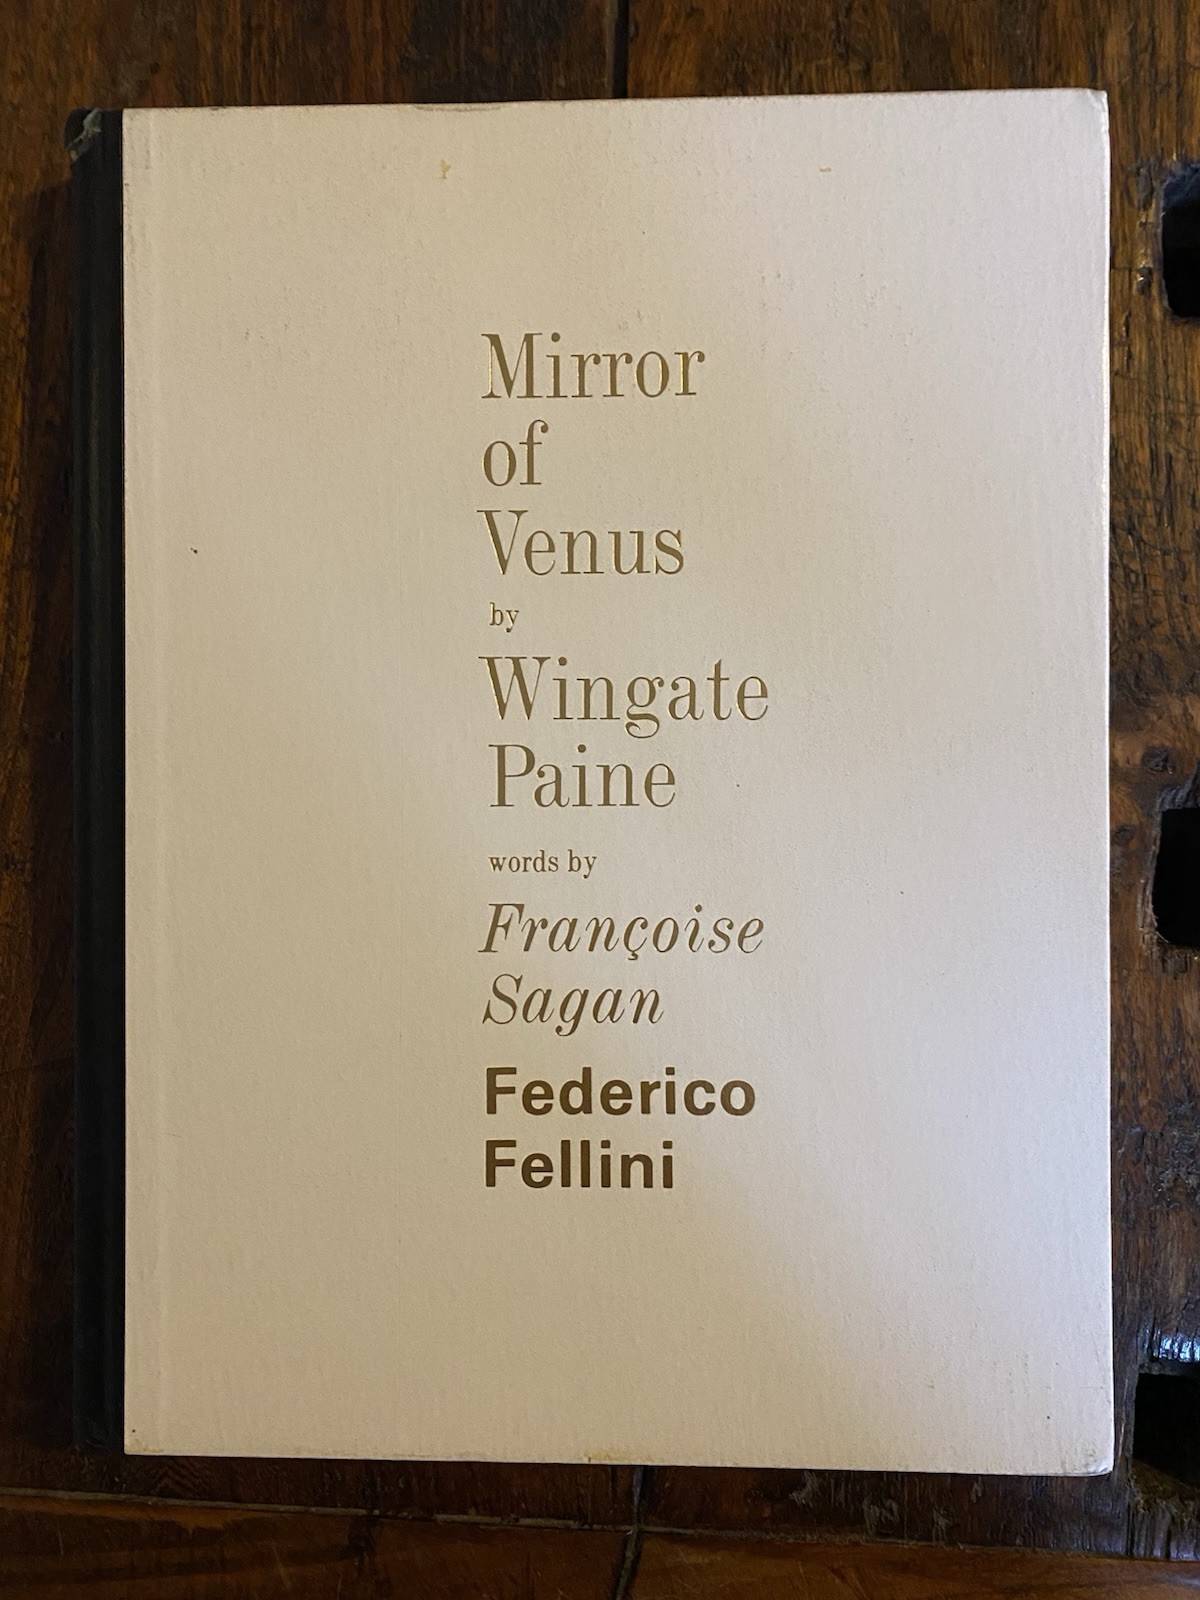 Mirror
of
Venus
by
Wingate
Paine
words by
Françoise
Sagan
Federico
Fellini